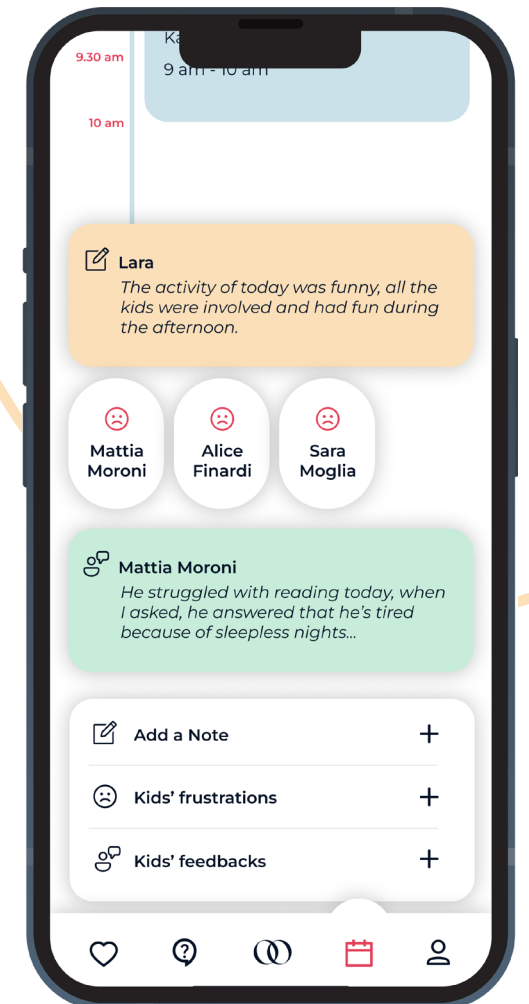 9.30 am
9 am - 10 am
10 am
Lara
The activity of today was funny, all the
kids were involved and had fun during
the afternoon.
Mattia
Moroni
Alice
Finardi
Sara
Moglia
Mattia Moroni
He struggled with reading today, when
I asked, he answered that he's tired
because of sleepless nights...
Add a Note
Kids' frustrations
Kids' feedbacks